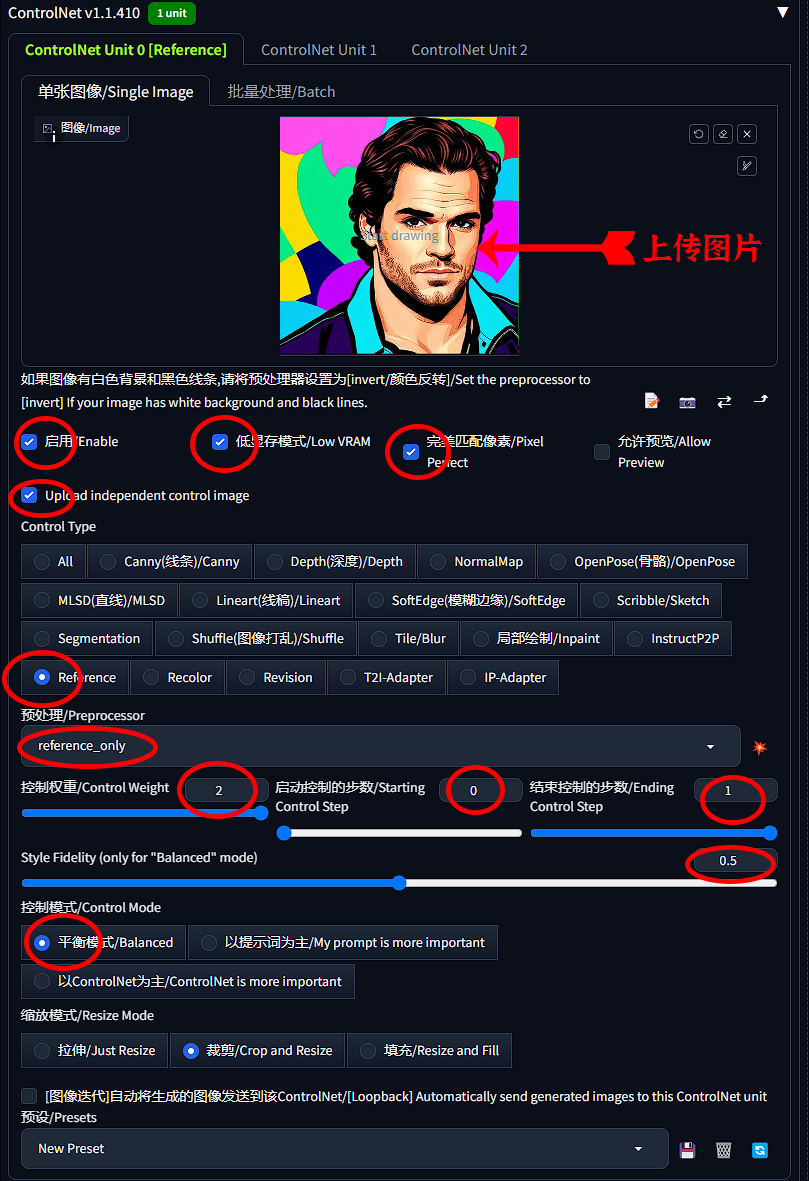 ControlNet v1.1.410 1 unit
ControlNet Unit 0 [Reference] ControlNet Unit 1 ControlNet Unit 2
单张图像/Single Image 批量处理/Batch
图像/Image
Start drawing
上传图片
如果图像有白色背景和黑色线条,请将预处理器设置为[invert/颜色反转]/Set the preprocessor to
[invert] If your image has white background and black lines.
启用/Enable 低显存模式/Low VRAM 完美匹配像素/Pixel Perfect 允许预览/Allow Preview
Upload independent control image
Control Type
All Canny(线条)/Canny Depth(深度)/Depth NormalMap OpenPose(骨骼)/OpenPose
MLSD(直线)/MLSD Lineart(线稿)/Lineart SoftEdge(模糊边缘)/SoftEdge Scribble/Sketch
Segmentation Shuffle(图像打乱)/Shuffle Tile/Blur 局部绘制/Inpaint InstructP2P
Reference Recolor Revision T2I-Adapter IP-Adapter
预处理/Preprocessor
reference_only
控制权重/Control Weight 2 启动控制的步数/Starting Control Step 0 结束控制的步数/Ending Control Step 1
Style Fidelity (only for "Balanced" mode) 0.5
控制模式/Control Mode
平衡模式/Balanced 以提示词为主/My prompt is more important
以ControlNet为主/ControlNet is more important
缩放模式/Resize Mode
拉伸/Just Resize 裁剪/Crop and Resize 填充/Resize and Fill
[图像迭代]自动将生成的图像发送到该ControlNet/[Loopback] Automatically send generated images to this ControlNet unit
预设/Presets
New Preset